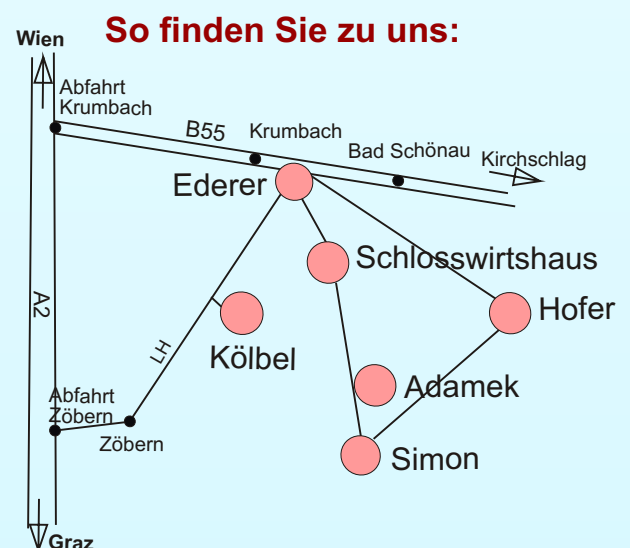 So finden Sie zu uns:
Wien
Abfahrt
Krumbach
B55
Krumbach
Bad Schönau
Kirchschlag
Ederer
Schlosswirtshaus
A2
Hofer
LH
Kölbel
Adamek
Abfahrt
Zöbern
Zöbern
Simon
Graz